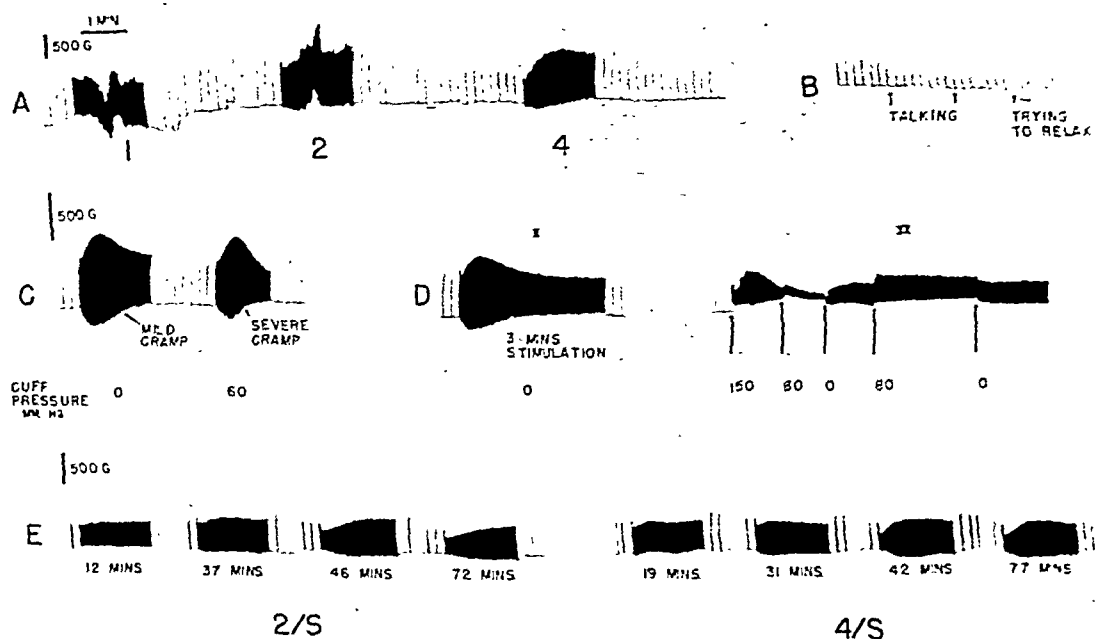 1 MIN
500 G
A
1
2
4
B
TALKING
TRYING
TO RELAX
500 G
C
MILD
CRAMP
SEVERE
CRAMP
D
I
3-MINS
STIMULATION
II
CUFF
PRESSURE
MM Hg
0
60
0
150 80 0 80 0
500 G
E
12 MINS
37 MINS
46 MINS
72 MINS
19 MINS
31 MINS
42 MINS
77 MINS
2/S
4/S